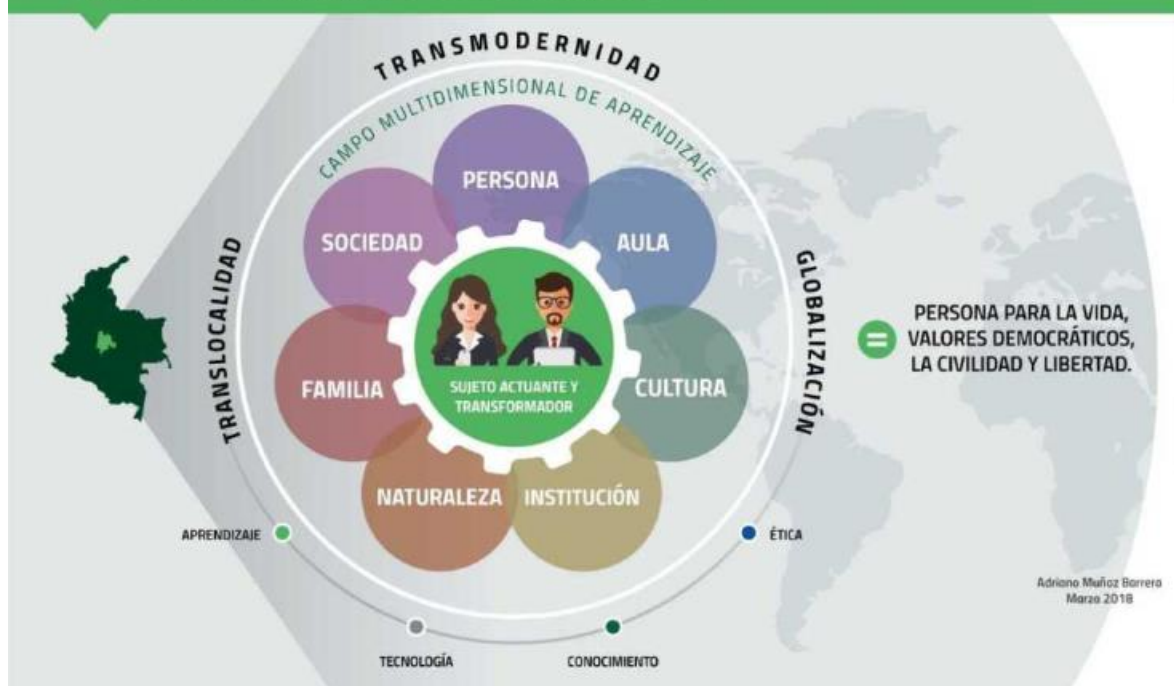 TRANSMODERNIDAD
CAMPO MULTIDIMENSIONAL DE APRENDIZAJE
PERSONA
SOCIEDAD
AULA
TRANSLOCALIDAD
GLOBALIZACIÓN
FAMILIA
CULTURA
SUJETO ACTUANTE Y
TRANSFORMADOR
NATURALEZA
INSTITUCIÓN
=
PERSONA PARA LA VIDA,
VALORES DEMOCRÁTICOS,
LA CIVILIDAD Y LIBERTAD.
APRENDIZAJE
ÉTICA
TECNOLOGÍA
CONOCIMIENTO
Adriano Muñoz Barrera
Marzo 2018